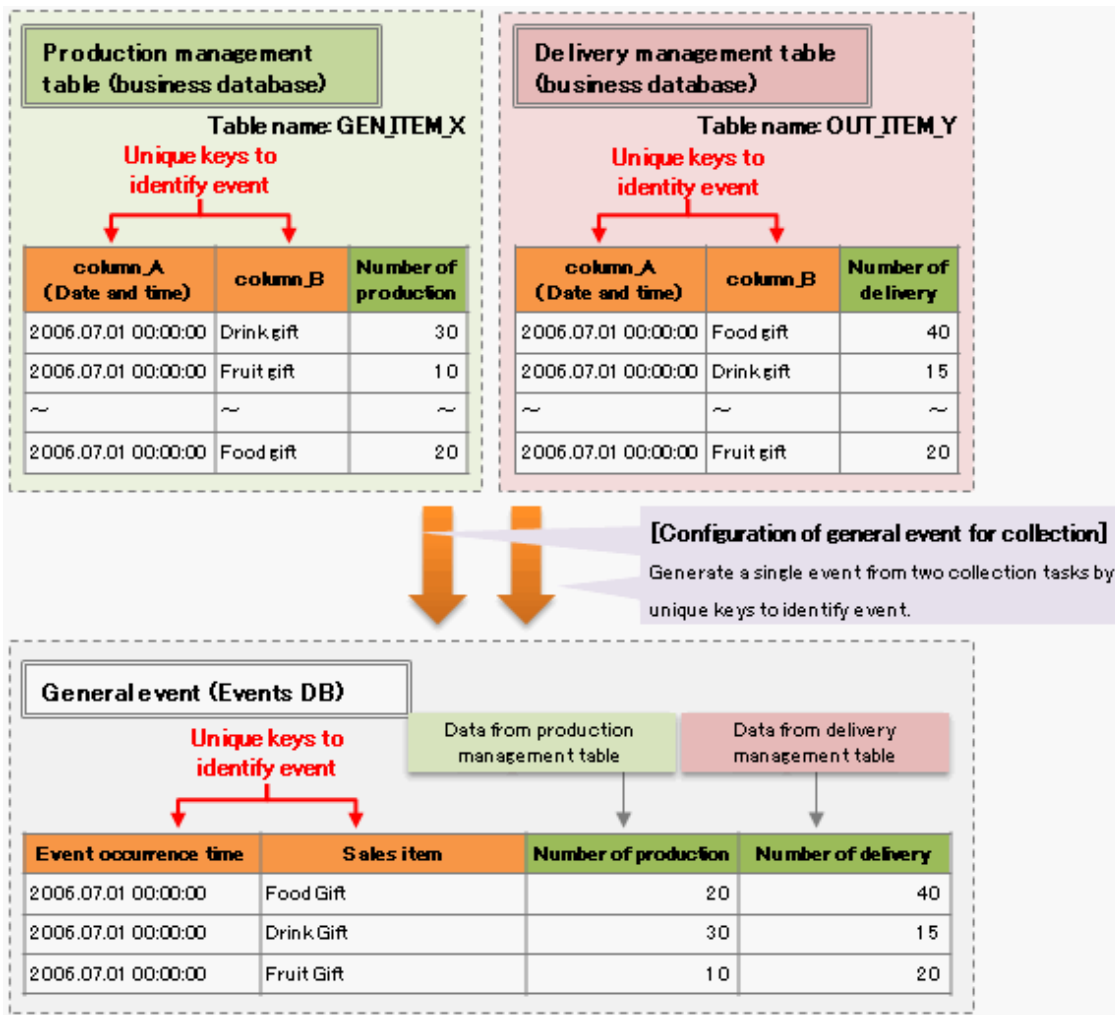 Production management
table (business database)
Table name: GEN_ITEM_X
Unique keys to
identify event
column_A
(Date and time)
column_B
Number of
production
2006.07.01 00:00:00 Drink gift 30
2006.07.01 00:00:00 Fruit gift 10
～ ～ ～
2006.07.01 00:00:00 Food gift 20
Delivery management table
(business database)
Table name: OUT_ITEM_Y
Unique keys to
identity event
column_A
(Date and time)
column_B
Number of
delivery
2006.07.01 00:00:00 Food gift 40
2006.07.01 00:00:00 Drink gift 15
～ ～ ～
2006.07.01 00:00:00 Fruit gift 20
[Configuration of general event for collection]
Generate a single event from two collection tasks by
unique keys to identify event.
General event (Events DB)
Unique keys to
identify event
Data from production
management table
Data from delivery
management table
Event occurrence time Sales item Number of production Number of delivery
2006.07.01 00:00:00 Food Gift 20 40
2006.07.01 00:00:00 Drink Gift 30 15
2006.07.01 00:00:00 Fruit Gift 10 20